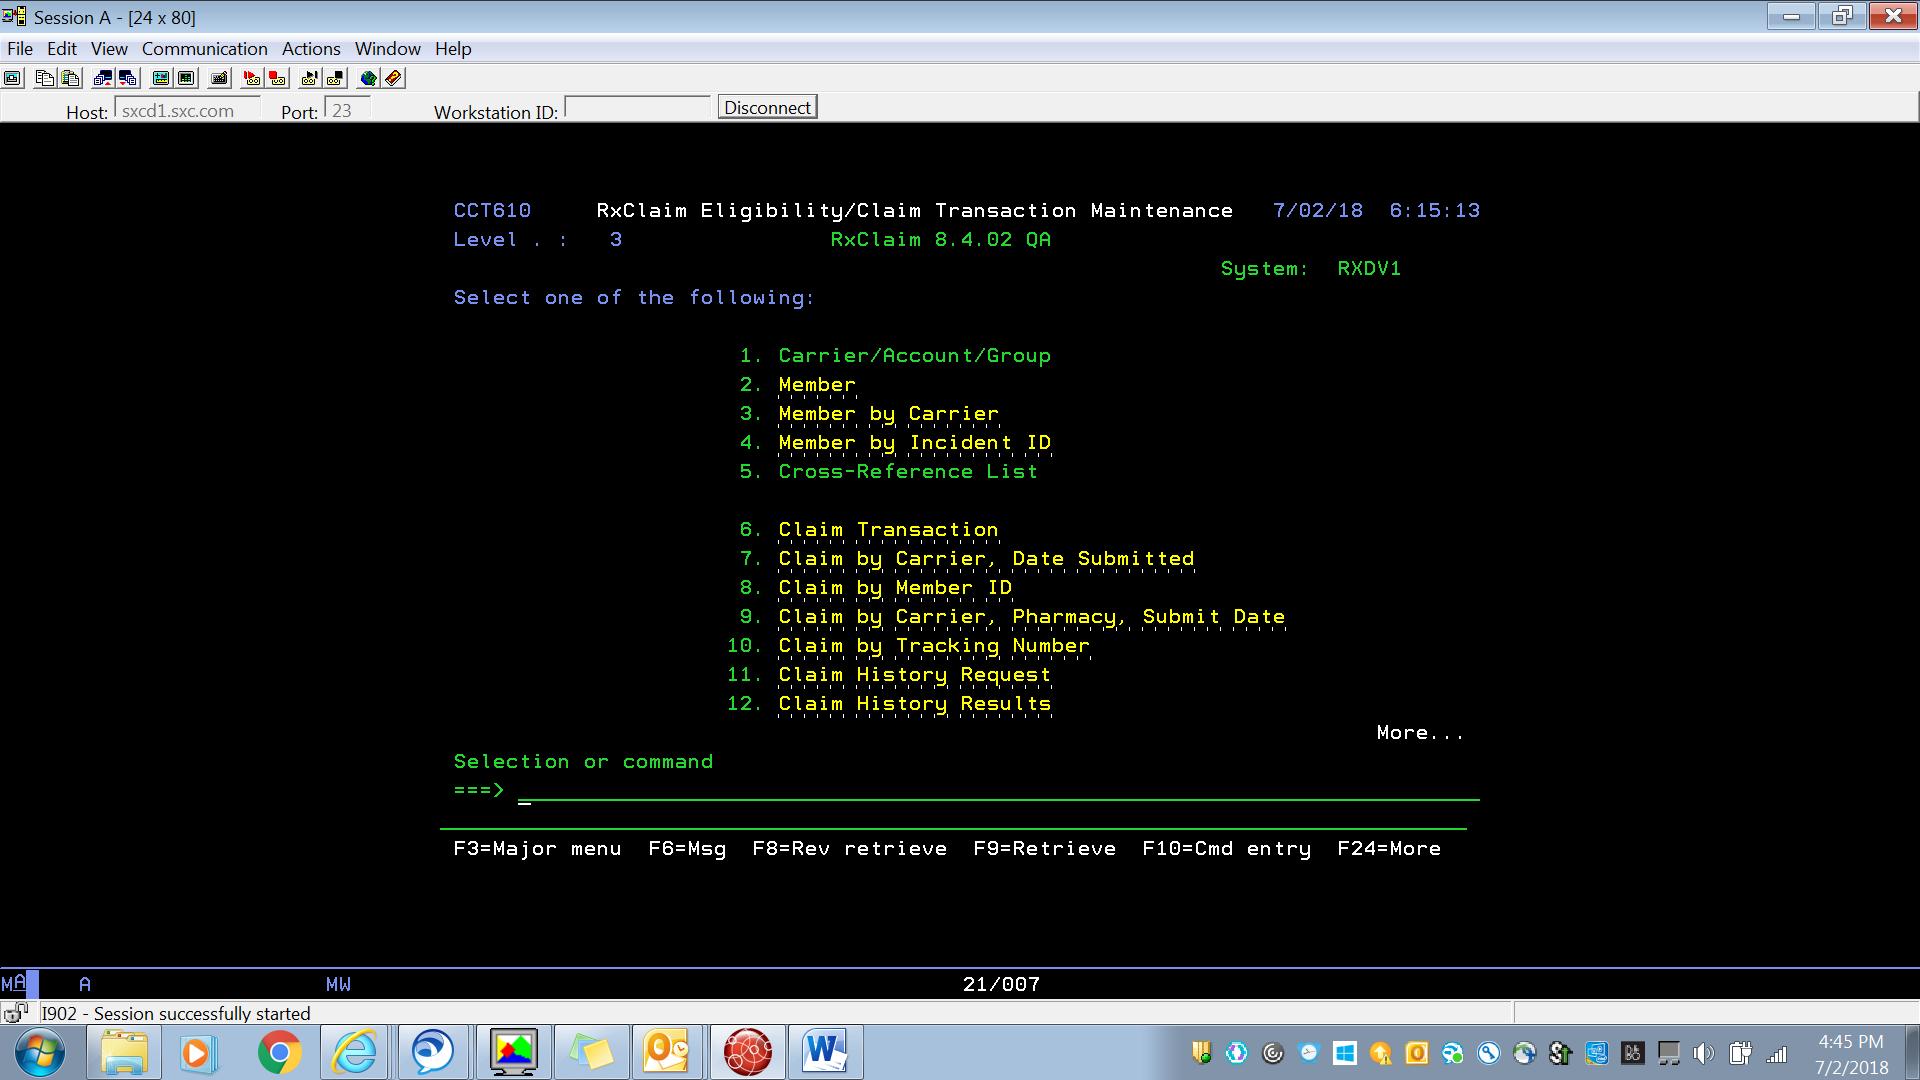 Session A - [24 x 80]
File Edit View Communication Actions Window Help
Host: sxcd1.sxc.com Port: 23 Workstation ID: Disconnect
CCT610 RxClaim Eligibility/Claim Transaction Maintenance 7/02/18 6:15:13
Level . : 3 RxClaim 8.4.02 QA
System: RXDV1
Select one of the following:
1. Carrier/Account/Group
2. Member
3. Member by Carrier
4. Member by Incident ID
5. Cross-Reference List
6. Claim Transaction
7. Claim by Carrier, Date Submitted
8. Claim by Member ID
9. Claim by Carrier, Pharmacy, Submit Date
10. Claim by Tracking Number
11. Claim History Request
12. Claim History Results
More...
Selection or command
===>
F3=Major menu F6=Msg F8=Rev retrieve F9=Retrieve F10=Cmd entry F24=More
MA A MW 21/007
I902 - Session successfully started
4:45 PM
7/2/2018